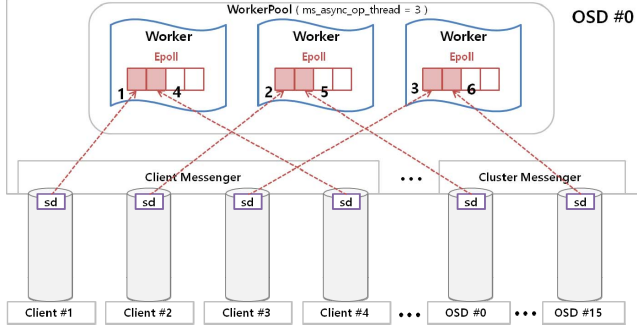 WorkerPool ( ms_async_op_thread = 3 )
OSD #0
Worker
Worker
Worker
Epoll
Epoll
Epoll
1
4
2
5
3
6
Client Messenger
•••
Cluster Messenger
sd
sd
sd
sd
sd
sd
Client #1
Client #2
Client #3
Client #4
•••
OSD #0
•••
OSD #15